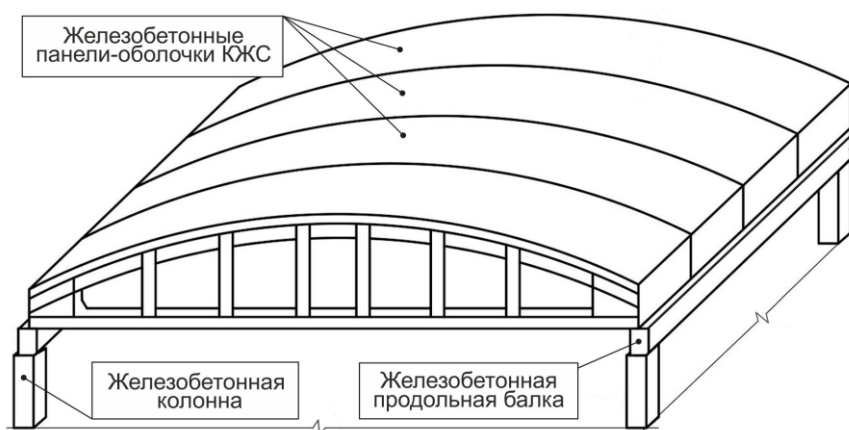 Железобетонные
панели-оболочки КЖС
Железобетонная
колонна
Железобетонная
продольная балка